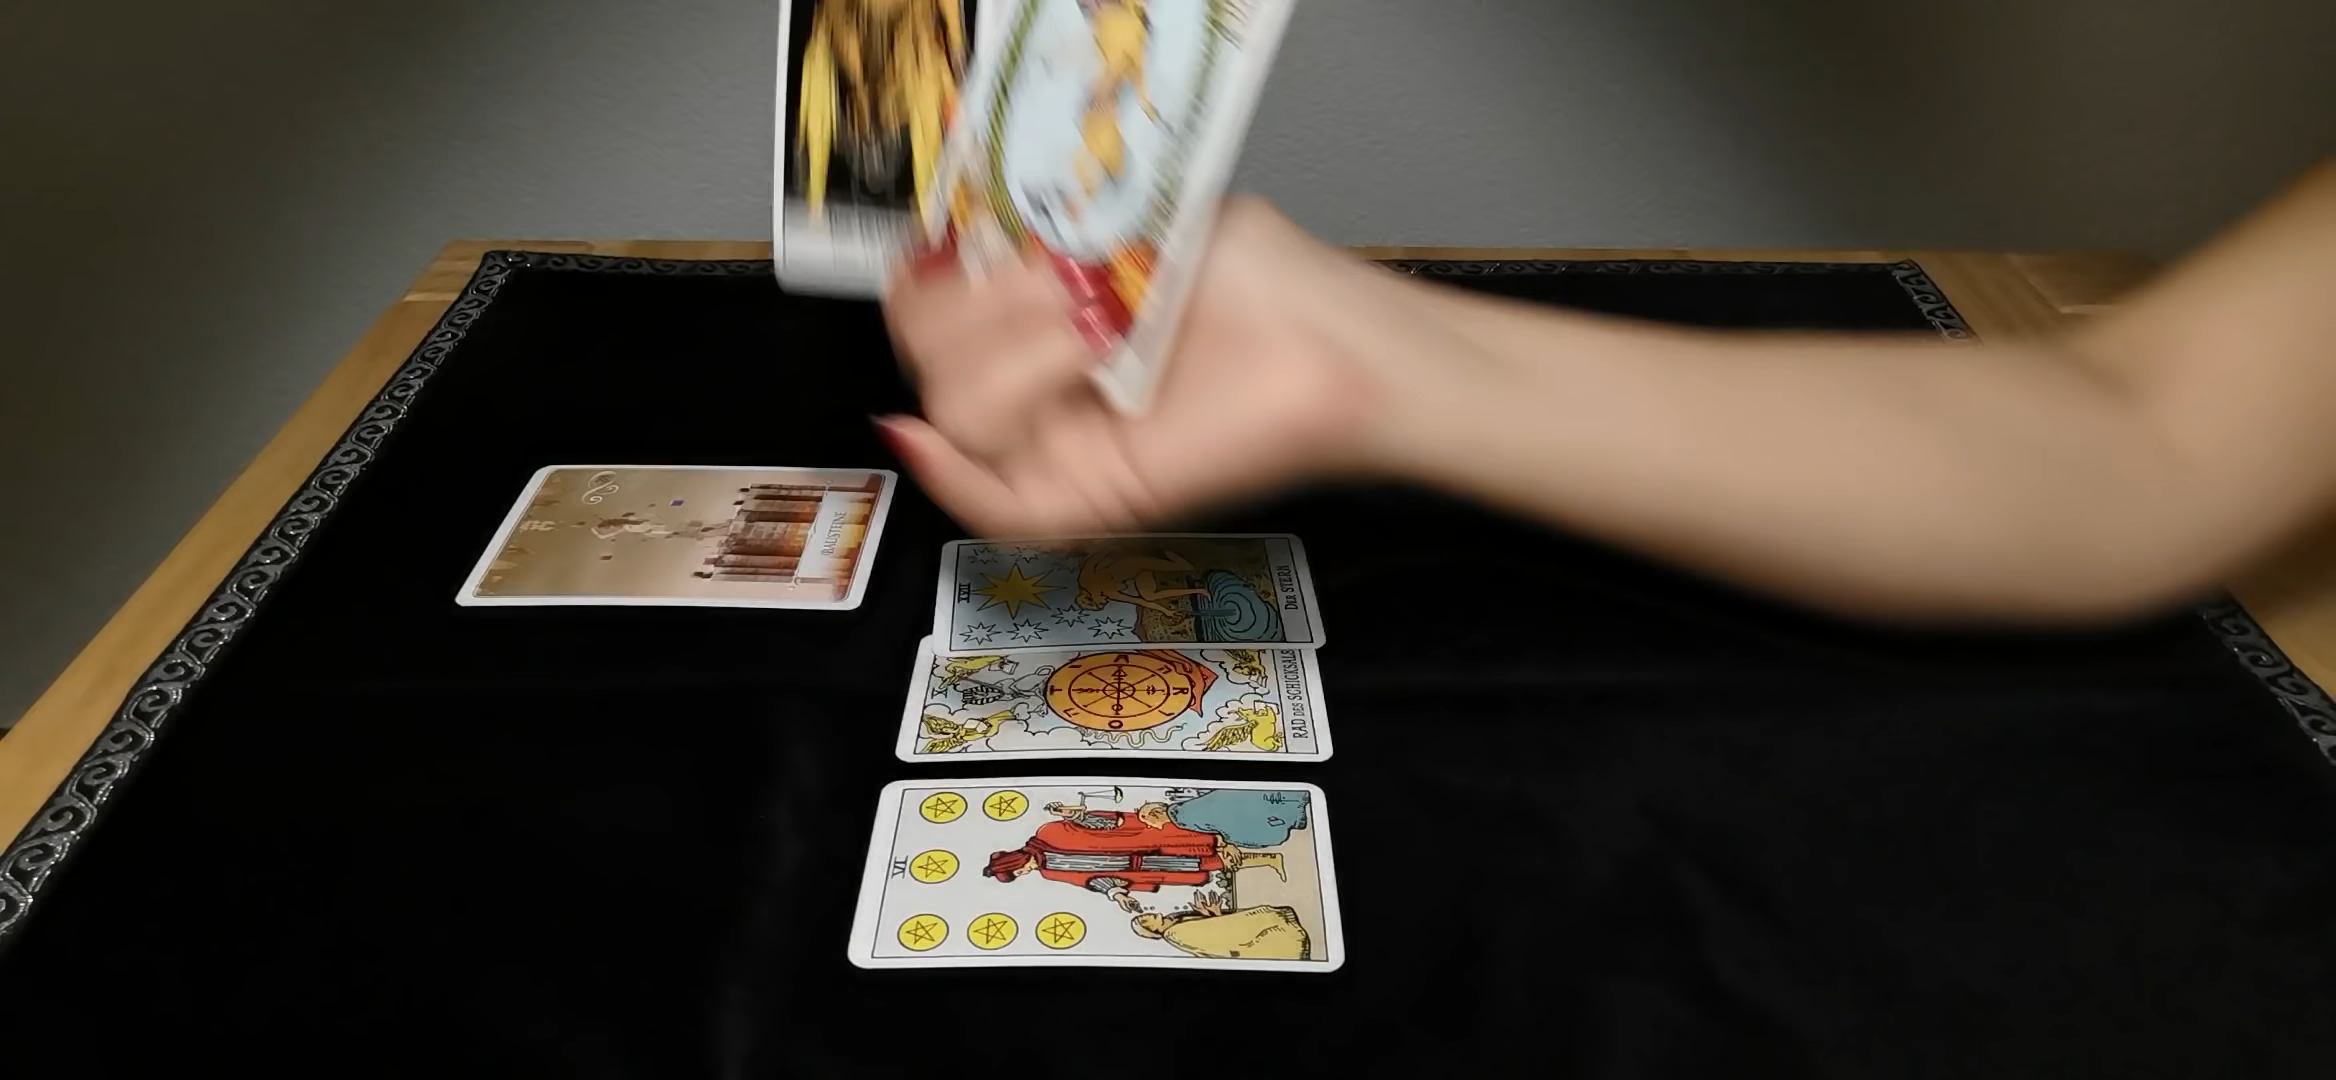 BAUSTEINE
XVII
DER STERN
X
RAD DES SCHICKSALS
VI